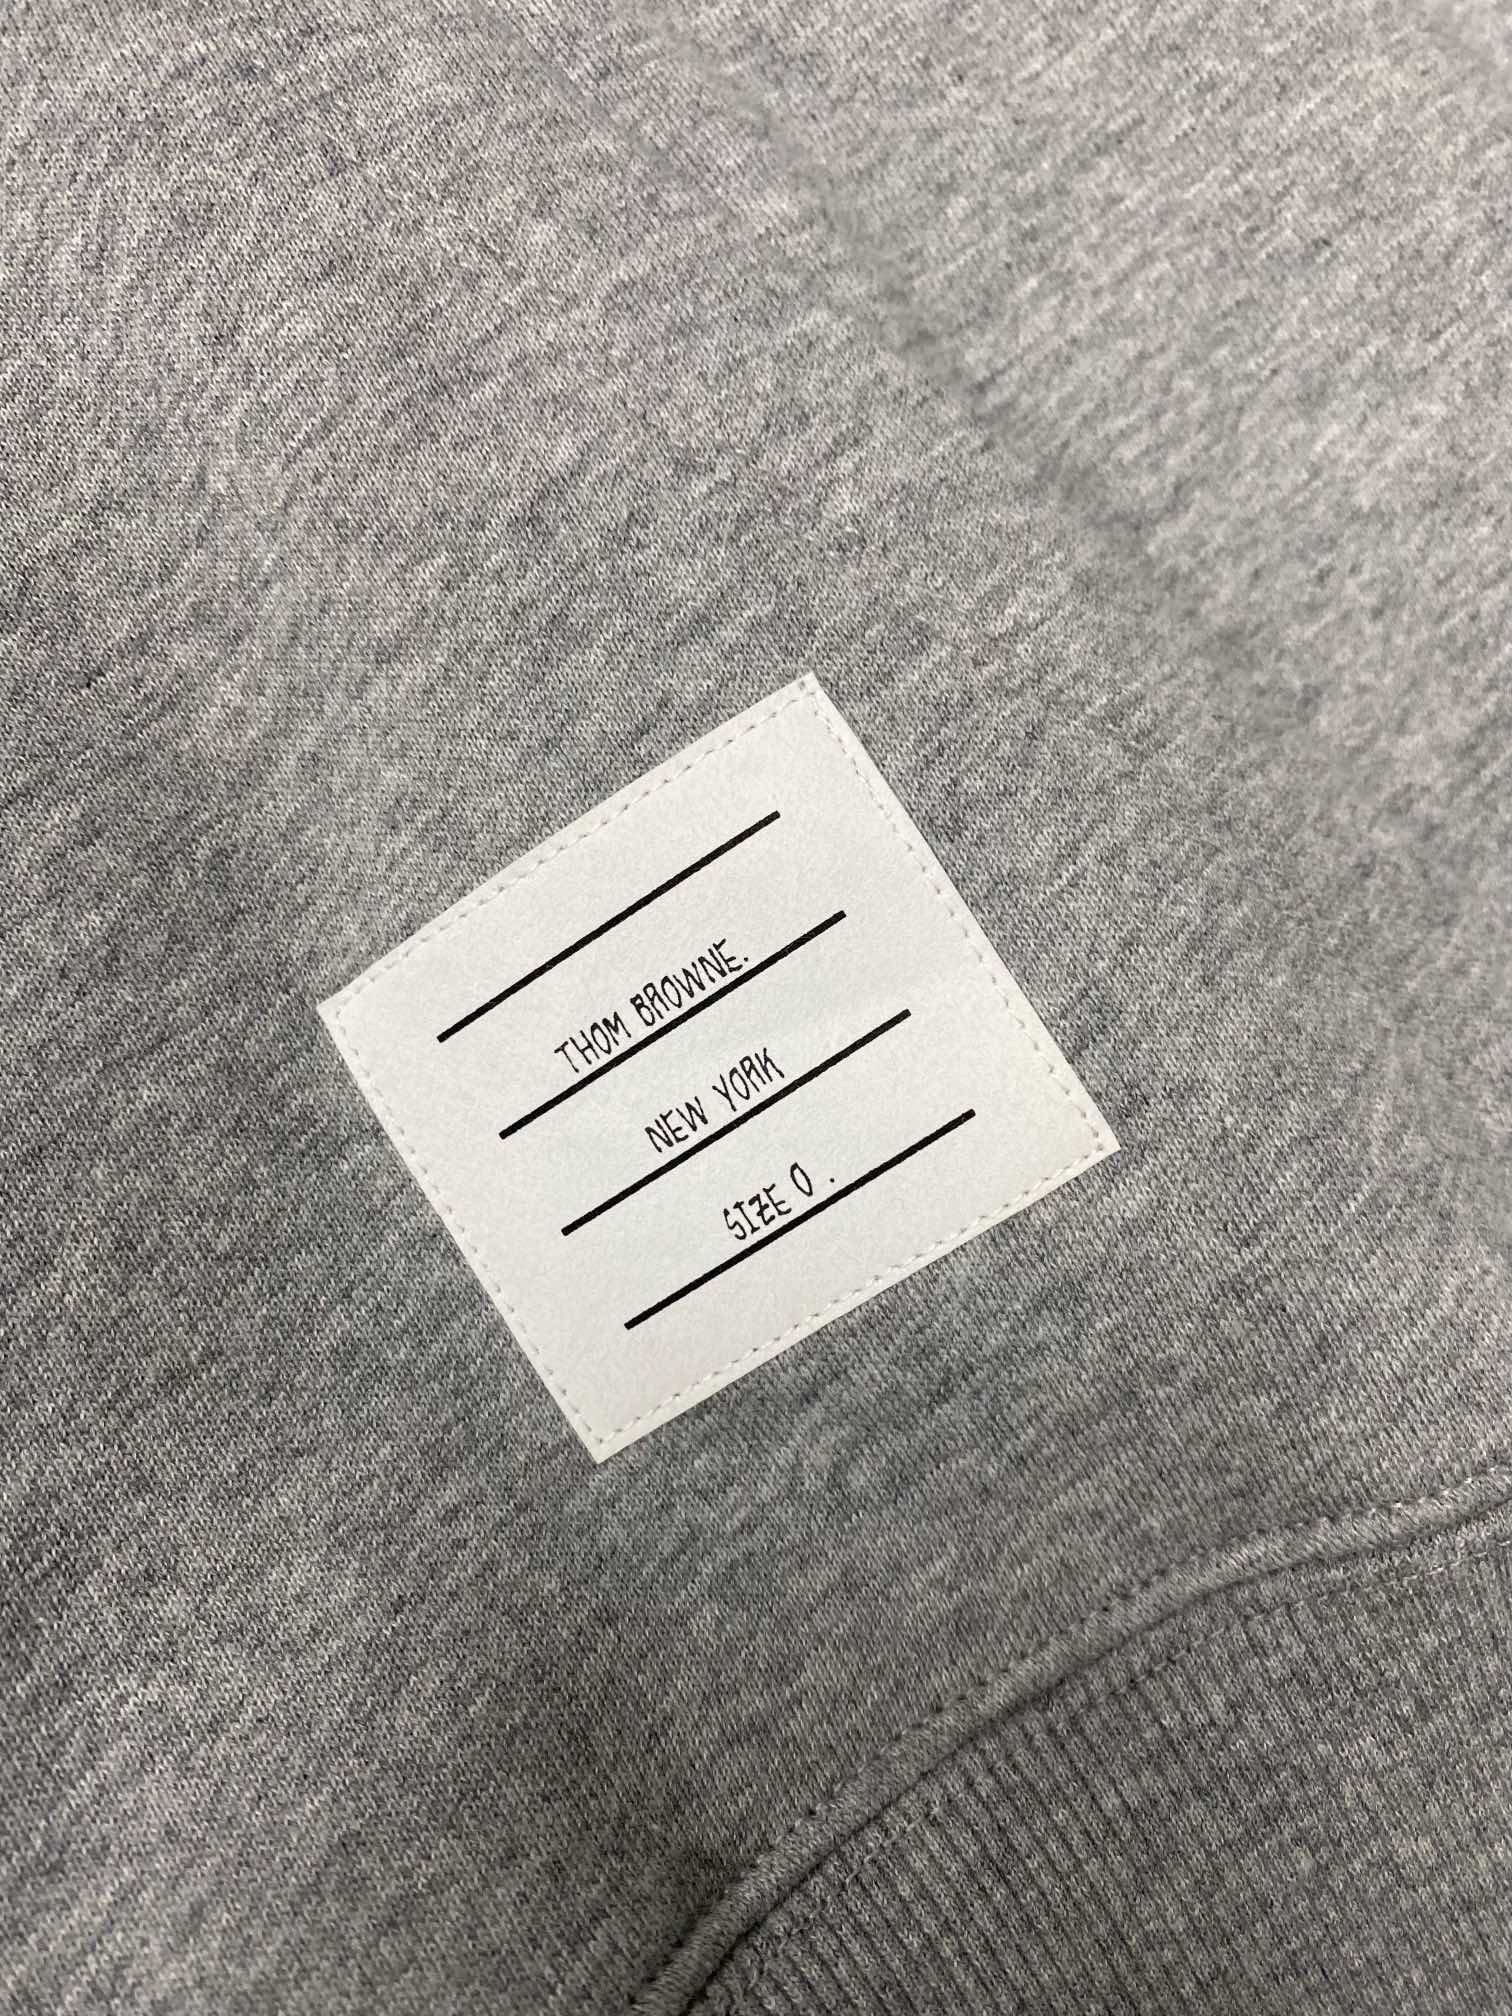 THOM BROWNE.
NEW YORK
SIZE 0 .